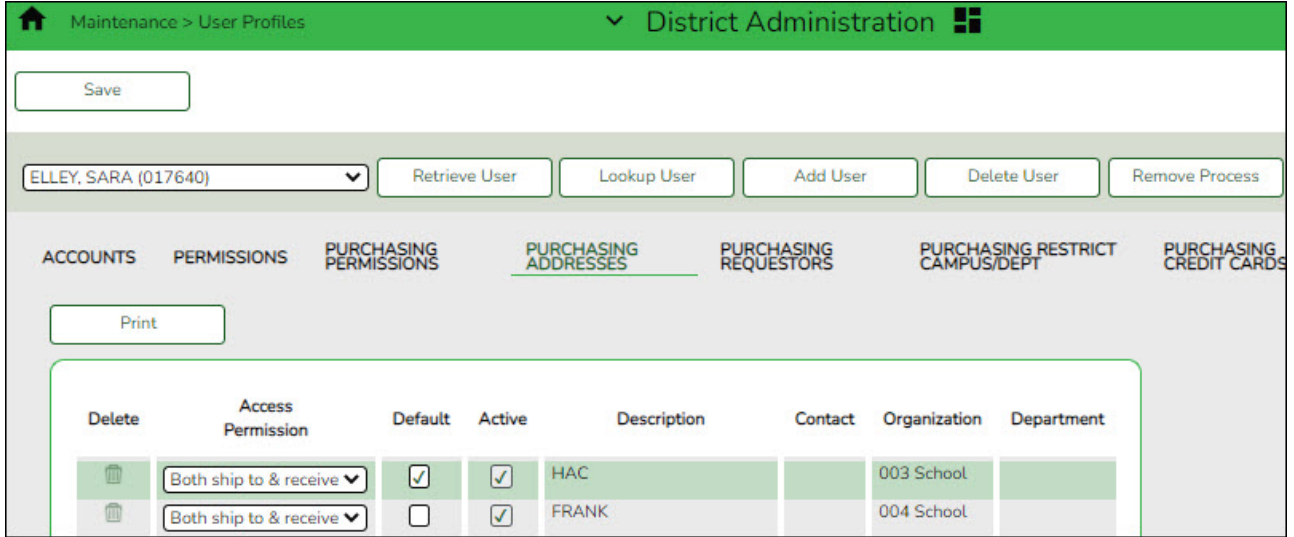 Maintenance > User Profiles
District Administration
Save
ELLEY, SARA (017640)
Retrieve User
Lookup User
Add User
Delete User
Remove Process
ACCOUNTS
PERMISSIONS
PURCHASING
PERMISSIONS
PURCHASING
ADDRESSES
PURCHASING
REQUESTORS
PURCHASING RESTRICT
CAMPUS/DEPT
PURCHASING
CREDIT CARDS
Print
Delete
Access
Permission
Default
Active
Description
Contact
Organization
Department
Both ship to & receive
HAC
003 School
Both ship to & receive
FRANK
004 School